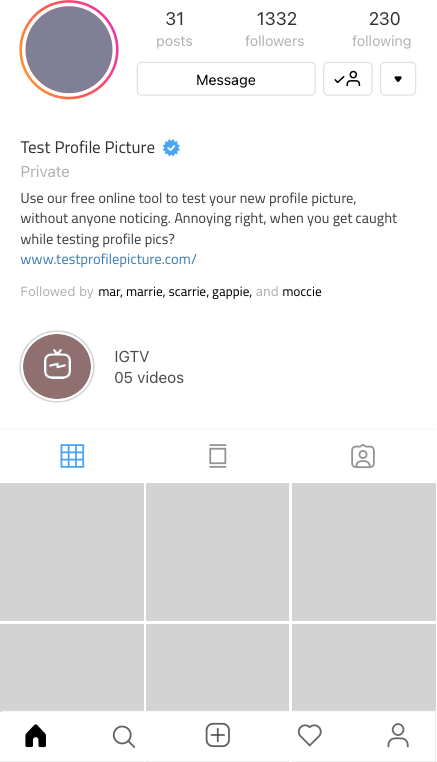 31 1332 230
posts followers following
Message
Test Profile Picture
Private
Use our free online tool to test your new profile picture,
without anyone noticing. Annoying right, when you get caught
while testing profile pics?
www.testprofilepicture.com/
Followed by mar, marrie, scarrie, gappie, and moccie
IGTV
05 videos